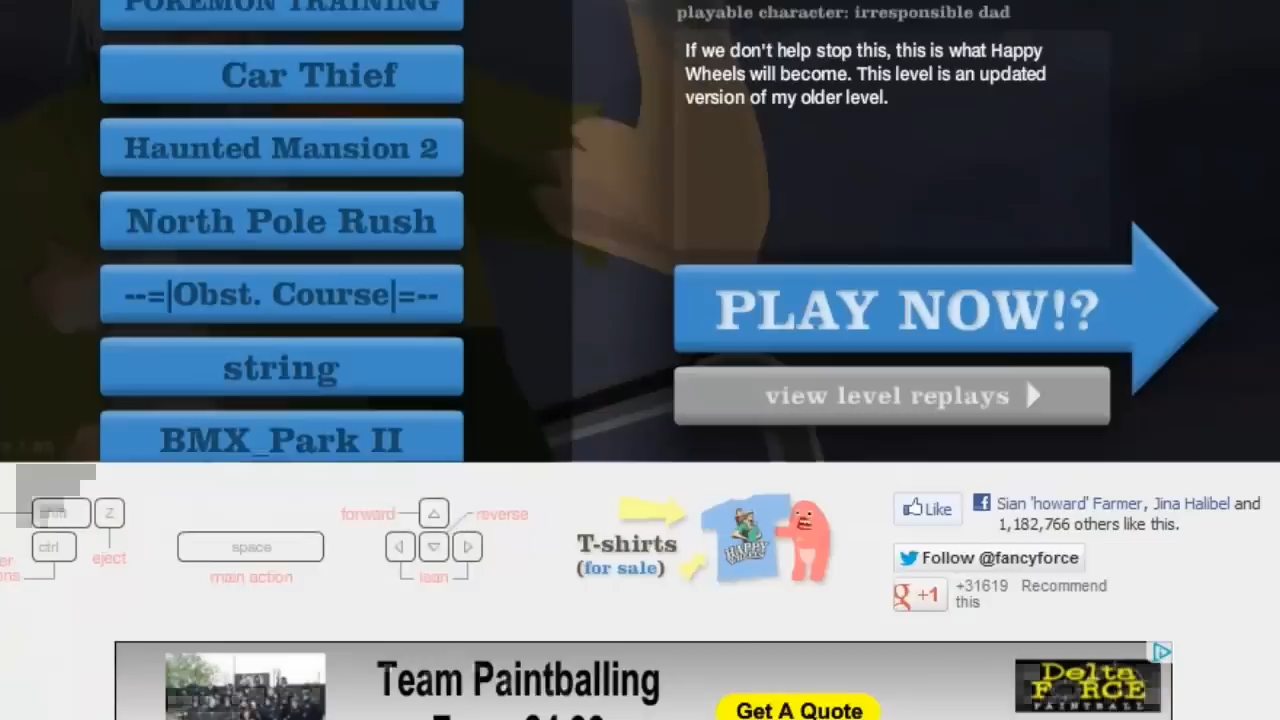 POKEMON TRAINING
Car Thief
Haunted Mansion 2
North Pole Rush
--=|Obst. Course|=--
string
BMX_Park II
playable character: irresponsible dad
If we don't help stop this, this is what Happy
Wheels will become. This level is an updated
version of my older level.
PLAY NOW!?
view level replays
Z
ctrl
eject
space
main action
forward
reverse
lean
T-shirts
(for sale)
HAPPY
Like
Sian 'howard' Farmer, Jina Halibel and
1,182,766 others like this.
Follow @fancyforce
+1
+31619 Recommend
this
Team Paintballing
Get A Quote
Delta
FORCE
PAINTBALL